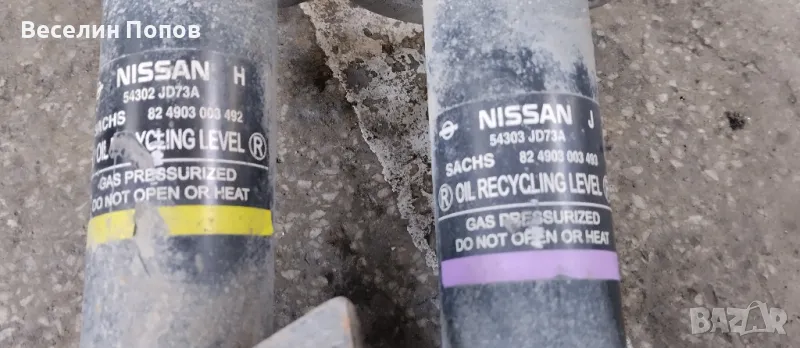 Веселин Попов
NISSAN H
54302 JD73A
SACHS 82 4903 003 492
OIL RECYCLING LEVEL ®
GAS PRESSURIZED
DO NOT OPEN OR HEAT
NISSAN J
54303 JD73A
SACHS 82 4903 003 493
® OIL RECYCLING LEVEL ®
GAS PRESSURIZED
DO NOT OPEN OR HEAT
BAZAR